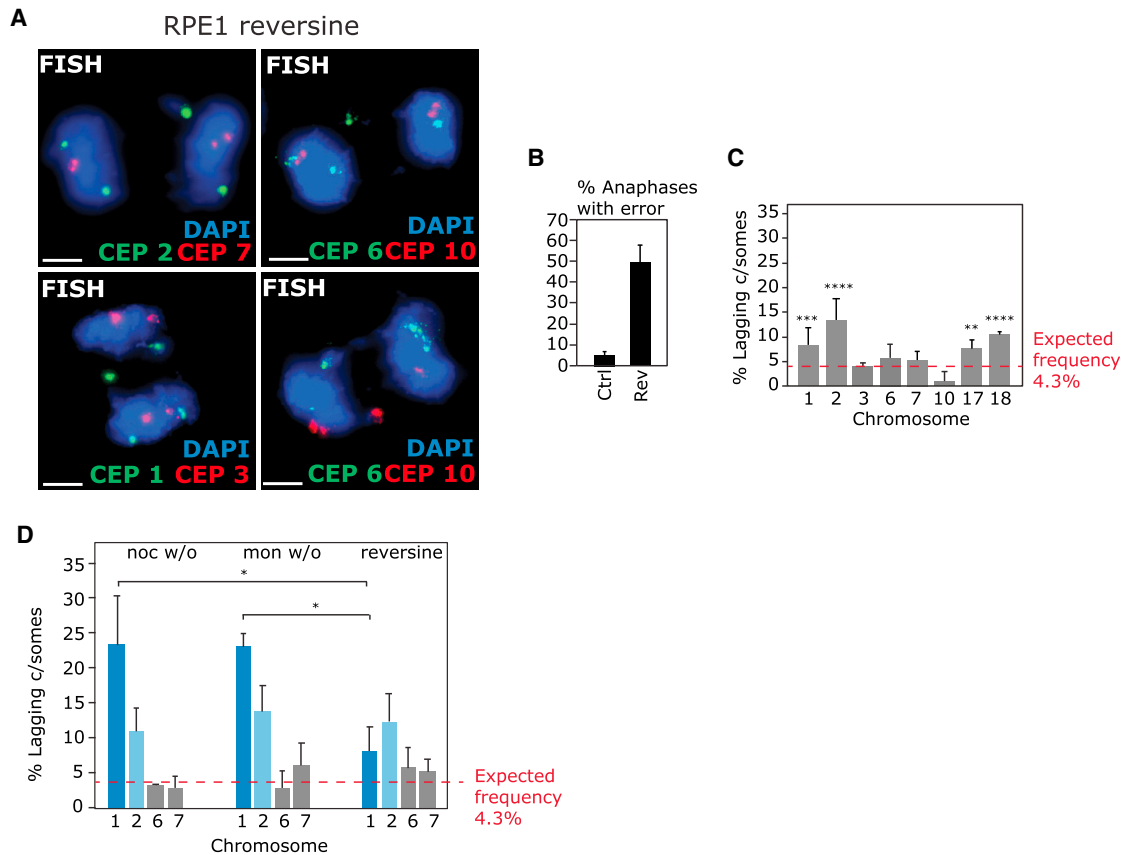 A
RPE1 reversine
FISH
DAPI
CEP 2 CEP 7
FISH
DAPI
CEP 6 CEP 10
FISH
DAPI
CEP 1 CEP 3
FISH
DAPI
CEP 6 CEP 10
B
% Anaphases
with error
70
60
50
40
30
20
10
0
Ctrl
Rev
C
% Lagging c/somes
35
30
25
20
15
10
5
0
***
****
**
****
1 2 3 6 7 10 17 18
Chromosome
Expected
frequency
4.3%
D
% Lagging c/somes
noc w/o mon w/o reversine
35
30
25
20
15
10
5
0
*
*
1 2 6 7 1 2 6 7 1 2 6 7
Chromosome
Expected
frequency
4.3%